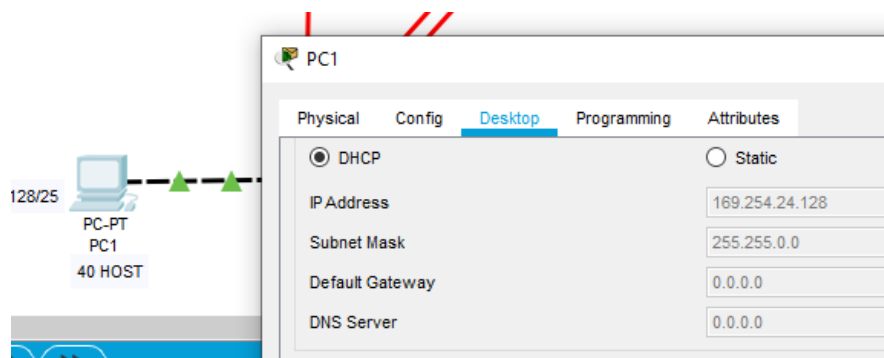 PC1
Physical Config Desktop Programming Attributes
DHCP Static
IP Address 169.254.24.128
Subnet Mask 255.255.0.0
Default Gateway 0.0.0.0
DNS Server 0.0.0.0
128/25
PC-PT
PC1
40 HOST